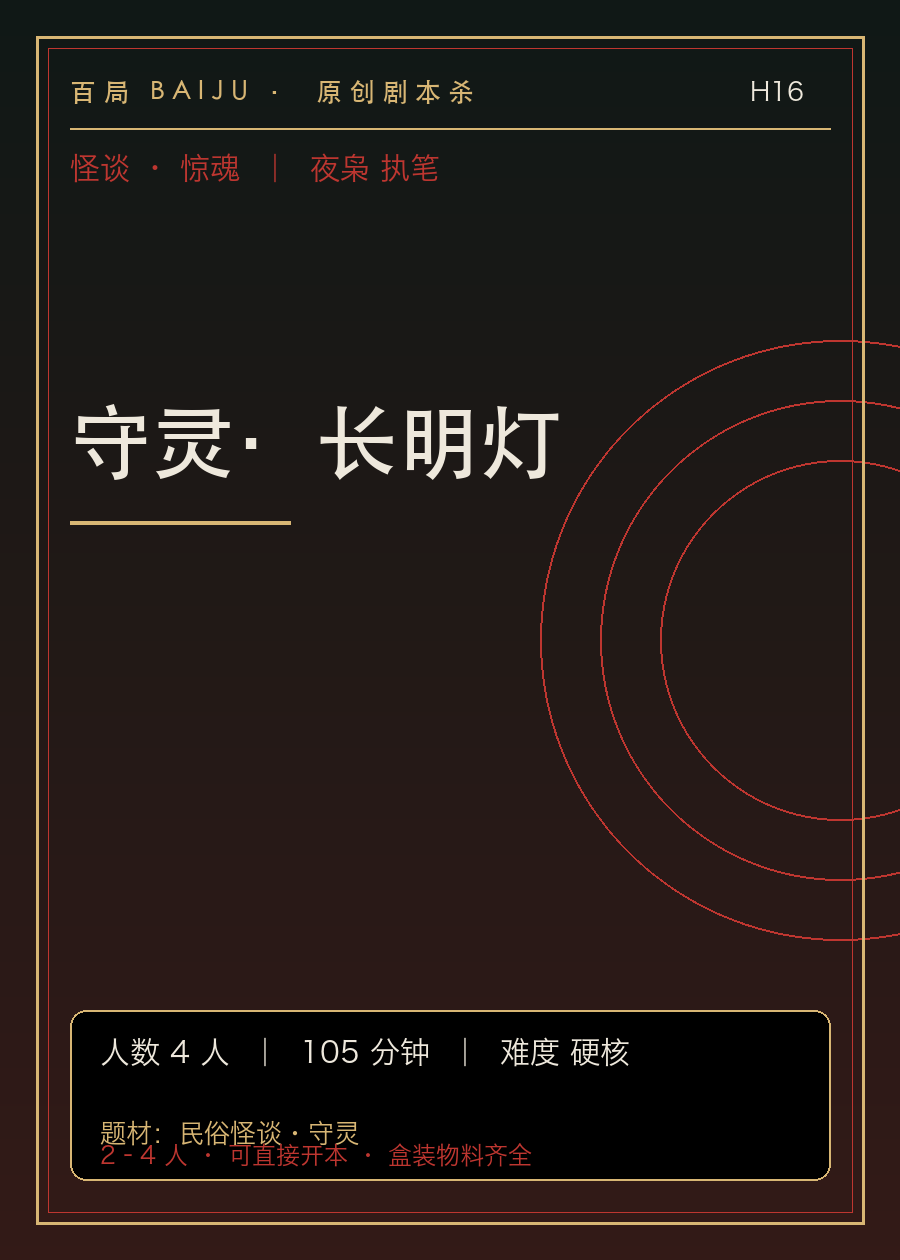 百局 BAIJU · 原创剧本杀 H16
怪谈 · 惊魂 ｜ 夜枭 执笔
守灵· 长明灯
人数 4 人 ｜ 105 分钟 ｜ 难度 硬核
题材: 民俗怪谈·守灵
2-4 人 · 可直接开本 · 盒装物料齐全